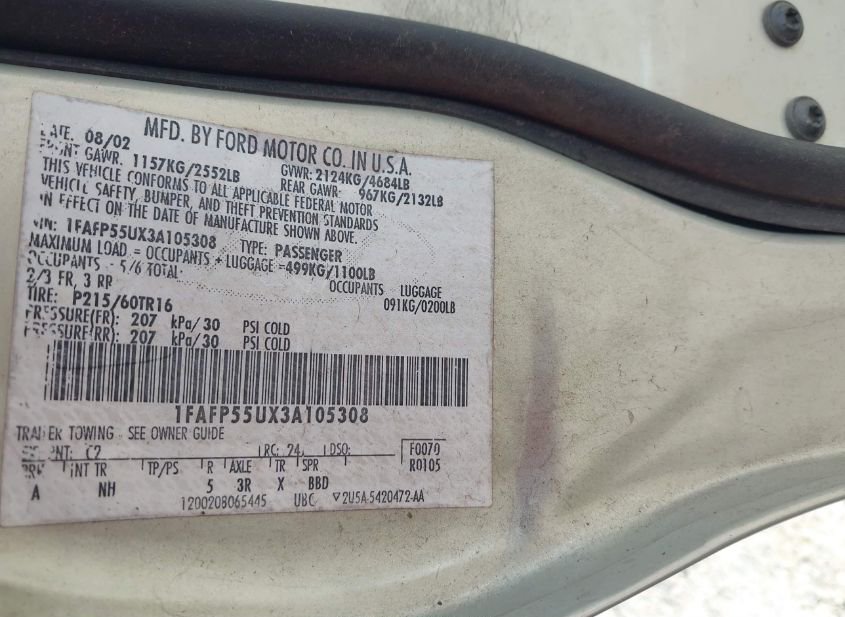 MFD. BY FORD MOTOR CO. IN U.S.A.
DATE: 08/02 GVWR: 2124KG/4684LB
FRONT GAWR: 1157KG/2552LB REAR GAWR: 967KG/2132LB
THIS VEHICLE CONFORMS TO ALL APPLICABLE FEDERAL MOTOR
VEHICLE SAFETY, BUMPER, AND THEFT PREVENTION STANDARDS
IN EFFECT ON THE DATE OF MANUFACTURE SHOWN ABOVE.
VIN: 1FAFP55UX3A105308 TYPE: PASSENGER
MAXIMUM LOAD = OCCUPANTS + LUGGAGE = 499KG/1100LB
OCCUPANTS - 5/6 TOTAL OCCUPANTS LUGGAGE
2/3 FR, 3 RR 091KG/0200LB
TIRE: P215/60TR16
PRESSURE(FR): 207 kPa/30 PSI COLD
PRESSURE(RR): 207 kPa/30 PSI COLD
1FAFP55UX3A105308
TRAILER TOWING - SEE OWNER GUIDE
EXT PNT: C2 RC: 24 DSO: F0070
BRK INT TR TP/PS R AXLE TR SPR R0105
A NH 5 3R X BBD
1200208065445 UBC ▽2U5A-5420472-AA